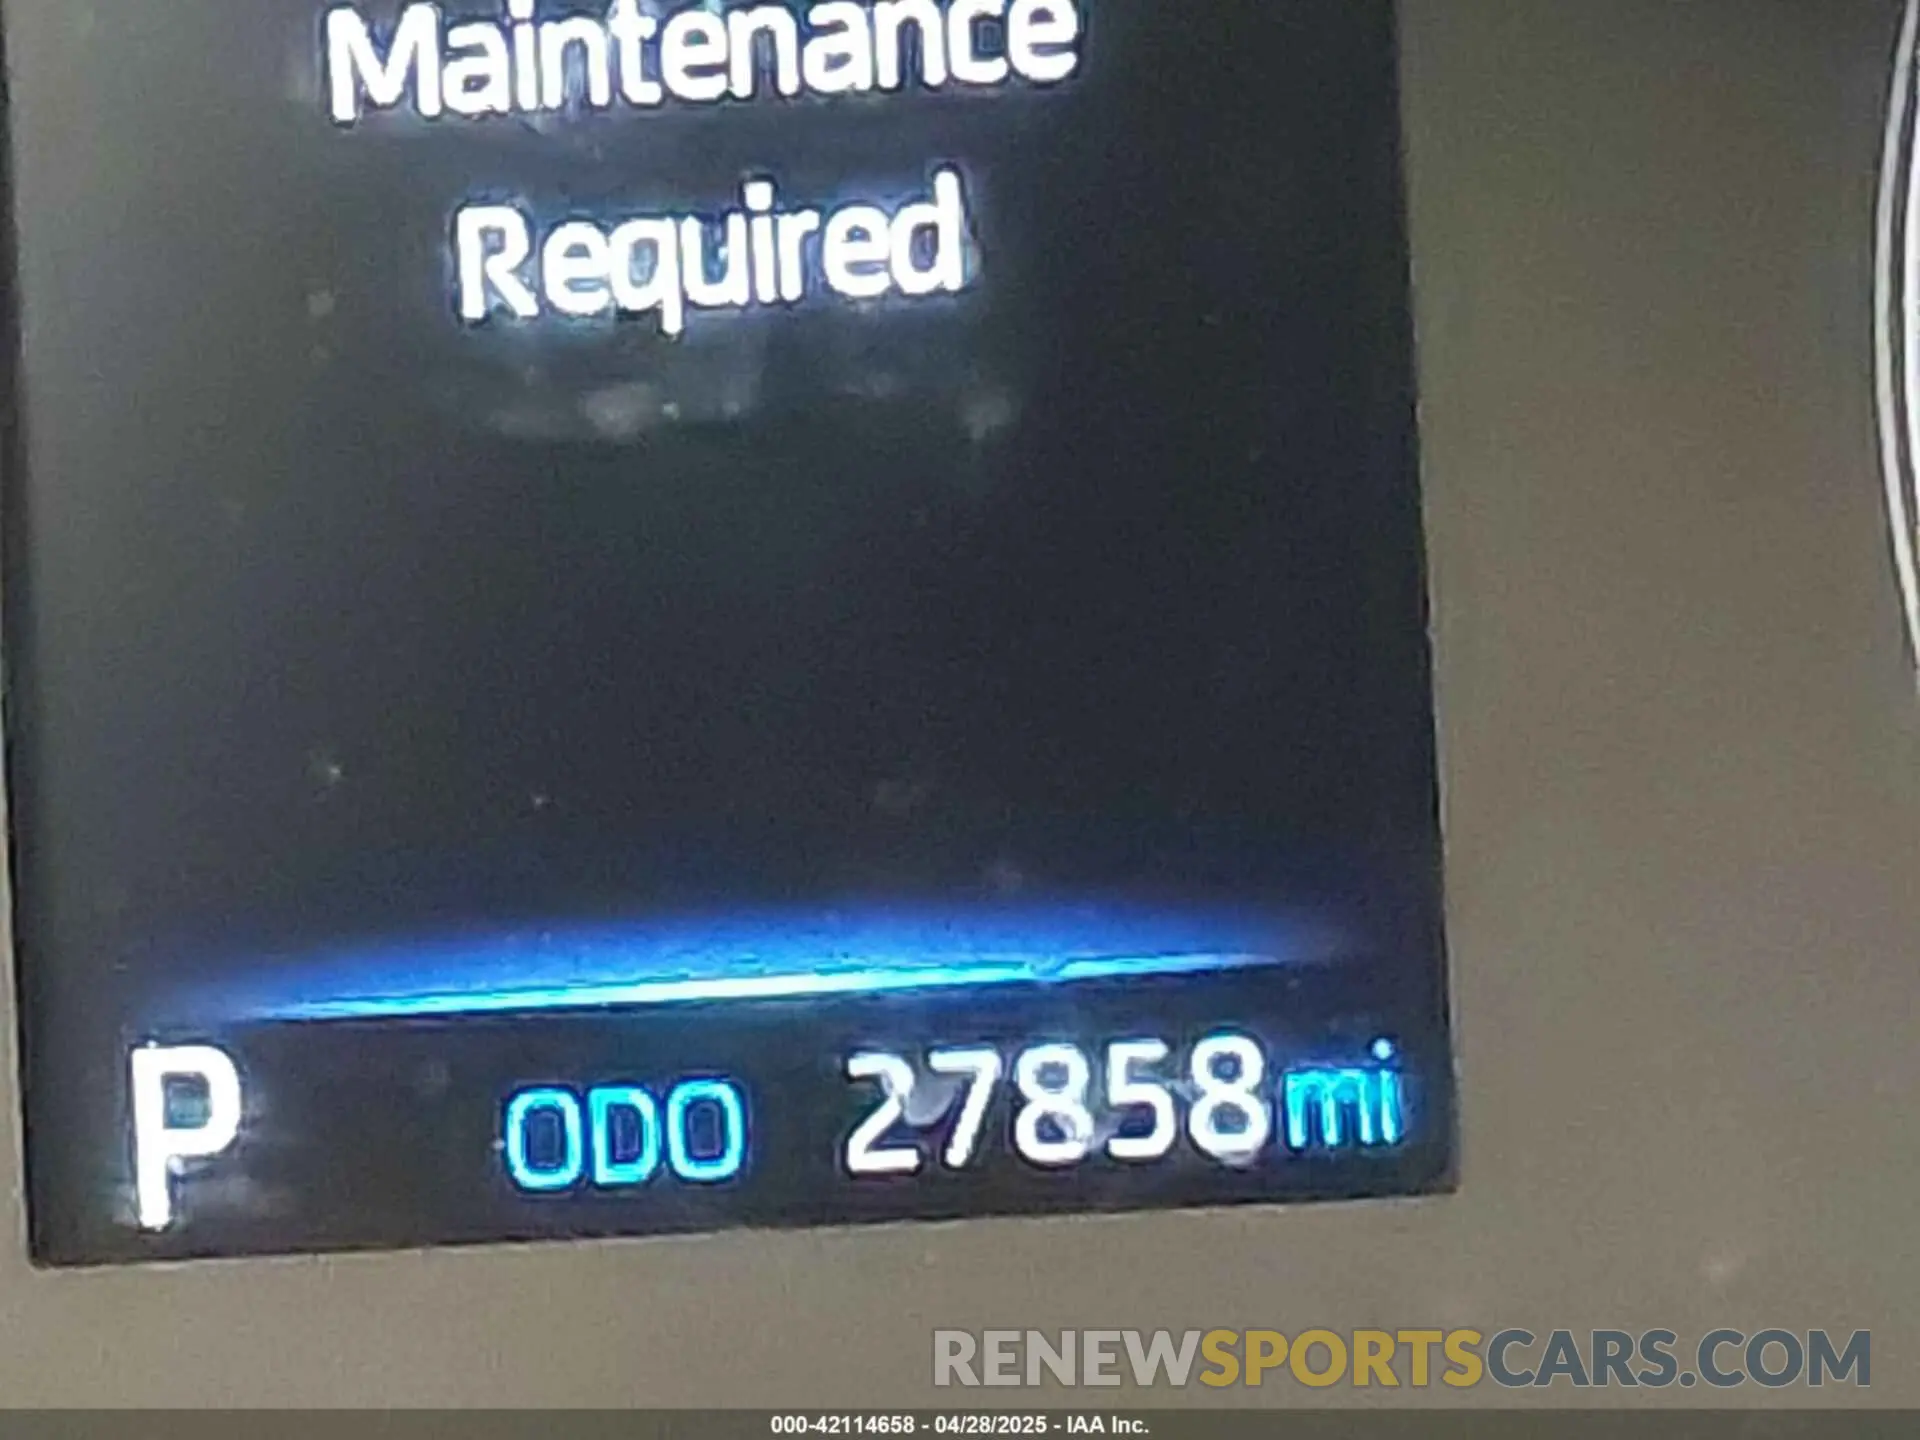 Maintenance
Required
P ODO 27858 mi
RENEWSPORTSCARS.COM
000-42114658 - 04/28/2025 - IAA Inc.